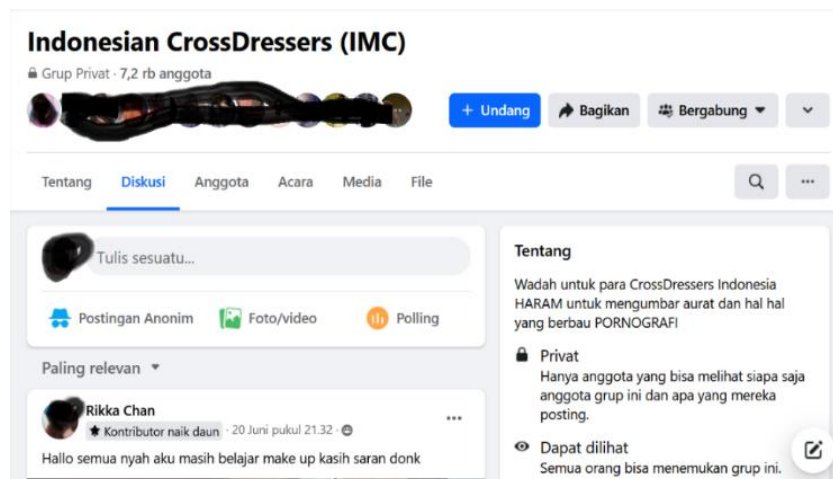 Indonesian CrossDressers (IMC)
Grup Privat · 7,2 rb anggota
+ Undang
Bagikan
Bergabung
Tentang
Diskusi
Anggota
Acara
Media
File
Tulis sesuatu...
Postingan Anonim
Foto/video
Polling
Paling relevan
Rikka Chan
Kontributor naik daun · 20 Juni pukul 21.32 ·
Hallo semua nyah aku masih belajar make up kasih saran donk
Tentang
Wadah untuk para CrossDressers Indonesia
HARAM untuk mengumbar aurat dan hal hal
yang berbau PORNOGRAFI
Privat
Hanya anggota yang bisa melihat siapa saja
anggota grup ini dan apa yang mereka
posting.
Dapat dilihat
Semua orang bisa menemukan grup ini.